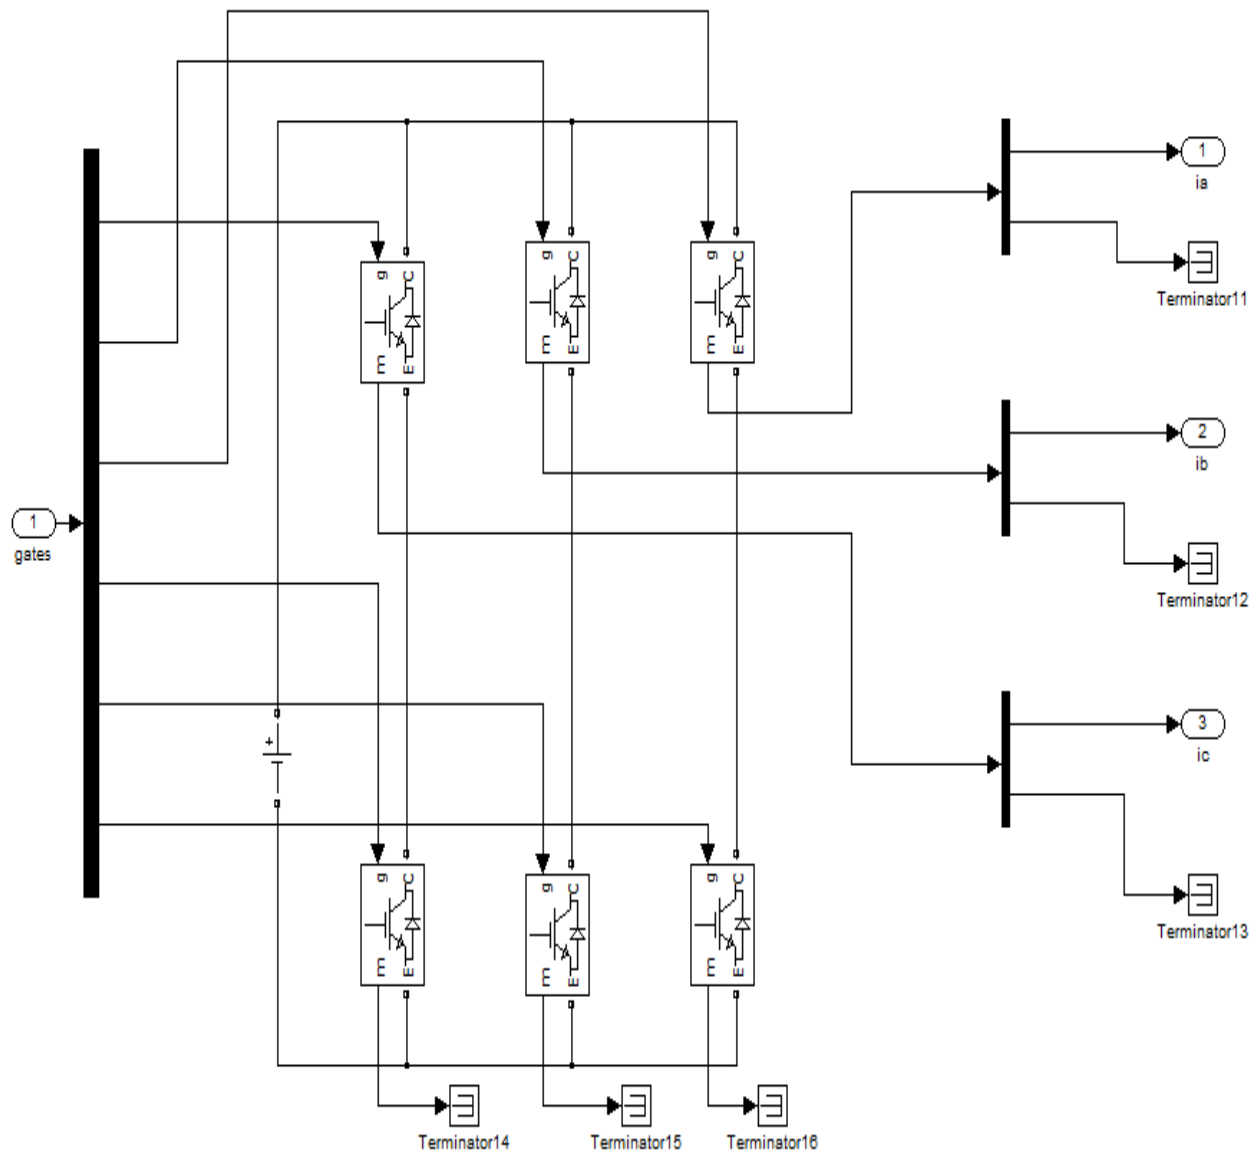 1
ia
Terminator11
g C
m E
g C
m E
g C
m E
2
ib
Terminator12
1
gates
3
ic
Terminator13
+
g C
m E
g C
m E
g C
m E
Terminator14
Terminator15
Terminator16